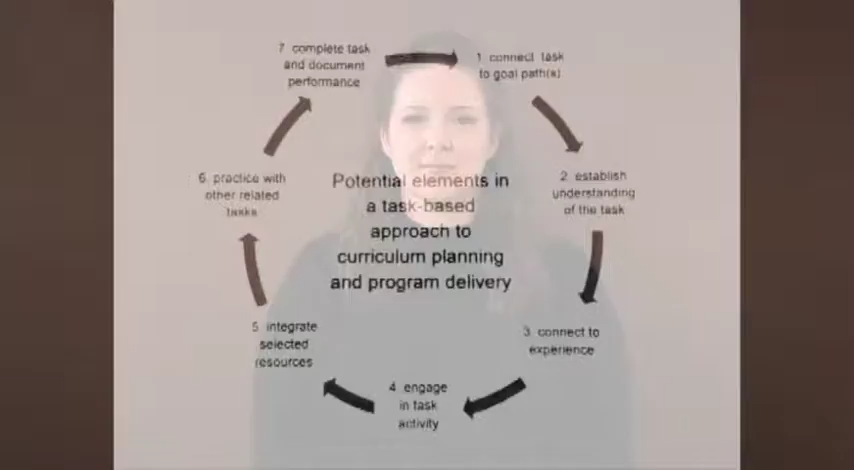 7 complete task
and document
performance
1. connect task
to goal path(s)
2. establish
understanding
of the task
3. connect to
experience
4. engage
in task
activity
5. integrate
selected
resources
6. practice with
other related
tasks
Potential elements in
a task-based
approach to
curriculum planning
and program delivery